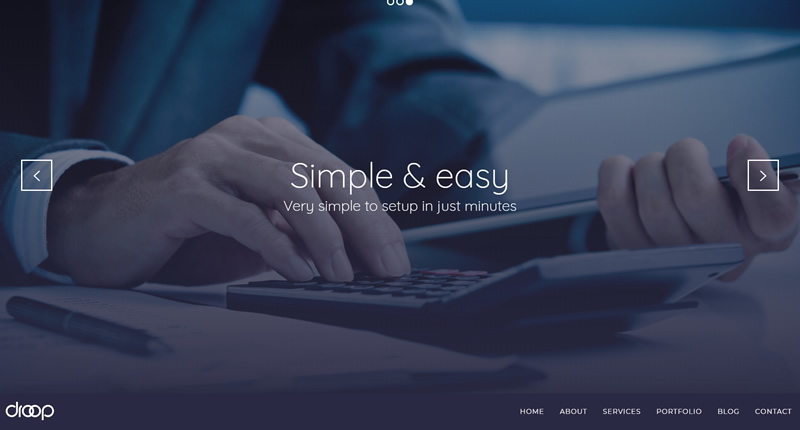 Simple & easy
Very simple to setup in just minutes
droop
HOME ABOUT SERVICES PORTFOLIO BLOG CONTACT